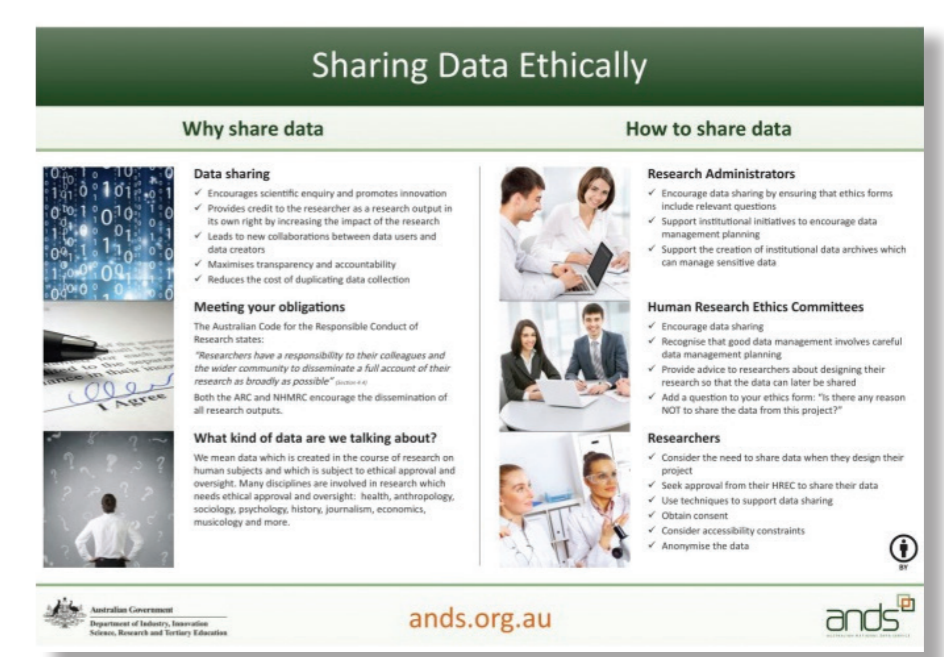 Sharing Data Ethically
Why share data
Data sharing
✓ Encourages scientific enquiry and promotes innovation
✓ Provides credit to the researcher as a research output in
its own right by increasing the impact of the research
✓ Leads to new collaborations between data users and
data creators
✓ Maximises transparency and accountability
✓ Reduces the cost of duplicating data collection
Meeting your obligations
The Australian Code for the Responsible Conduct of
Research states:
"Researchers have a responsibility to their colleagues and
the wider community to disseminate a full account of their
research as broadly as possible" (Section 4.4)
Both the ARC and NHMRC encourage the dissemination of
all research outputs.
I Agree
What kind of data are we talking about?
We mean data which is created in the course of research on
human subjects and which is subject to ethical approval and
oversight. Many disciplines are involved in research which
needs ethical approval and oversight: health, anthropology,
sociology, psychology, history, journalism, economics,
musicology and more.
How to share data
Research Administrators
✓ Encourage data sharing by ensuring that ethics forms
include relevant questions
✓ Support institutional initiatives to encourage data
management planning
✓ Support the creation of institutional data archives which
can manage sensitive data
Human Research Ethics Committees
✓ Encourage data sharing
✓ Recognise that good data management involves careful
data management planning
✓ Provide advice to researchers about designing their
research so that the data can later be shared
✓ Add a question to your ethics form: "Is there any reason
NOT to share the data from this project?"
Researchers
✓ Consider the need to share data when they design their
project
✓ Seek approval from their HREC to share their data
✓ Use techniques to support data sharing
✓ Obtain consent
✓ Consider accessibility constraints
✓ Anonymise the data
BY
Australian Government
Department of Industry, Innovation
Science, Research and Tertiary Education
ands.org.au
ands
AUSTRALIAN NATIONAL DATA SERVICE